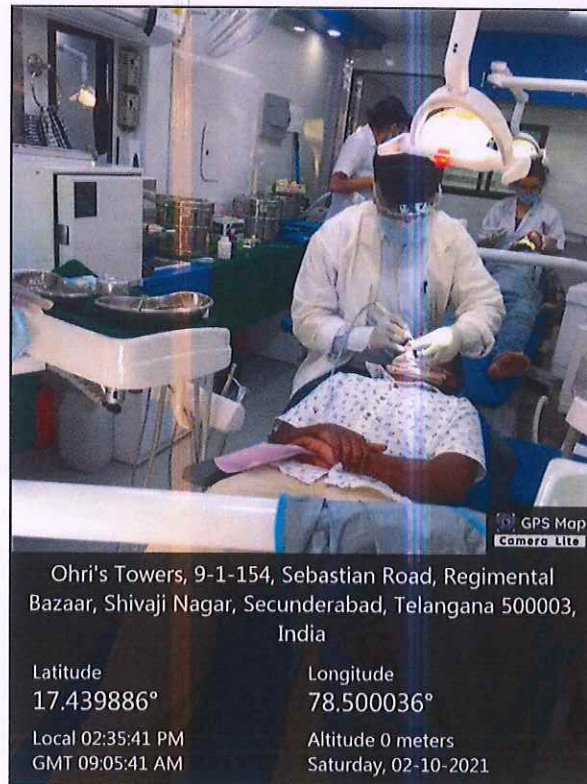 GPS Map
Camera Lite
Ohri's Towers, 9-1-154, Sebastian Road, Regimental
Bazaar, Shivaji Nagar, Secunderabad, Telangana 500003,
India
Latitude
17.439886°
Longitude
78.500036°
Local 02:35:41 PM
GMT 09:05:41 AM
Altitude 0 meters
Saturday, 02-10-2021